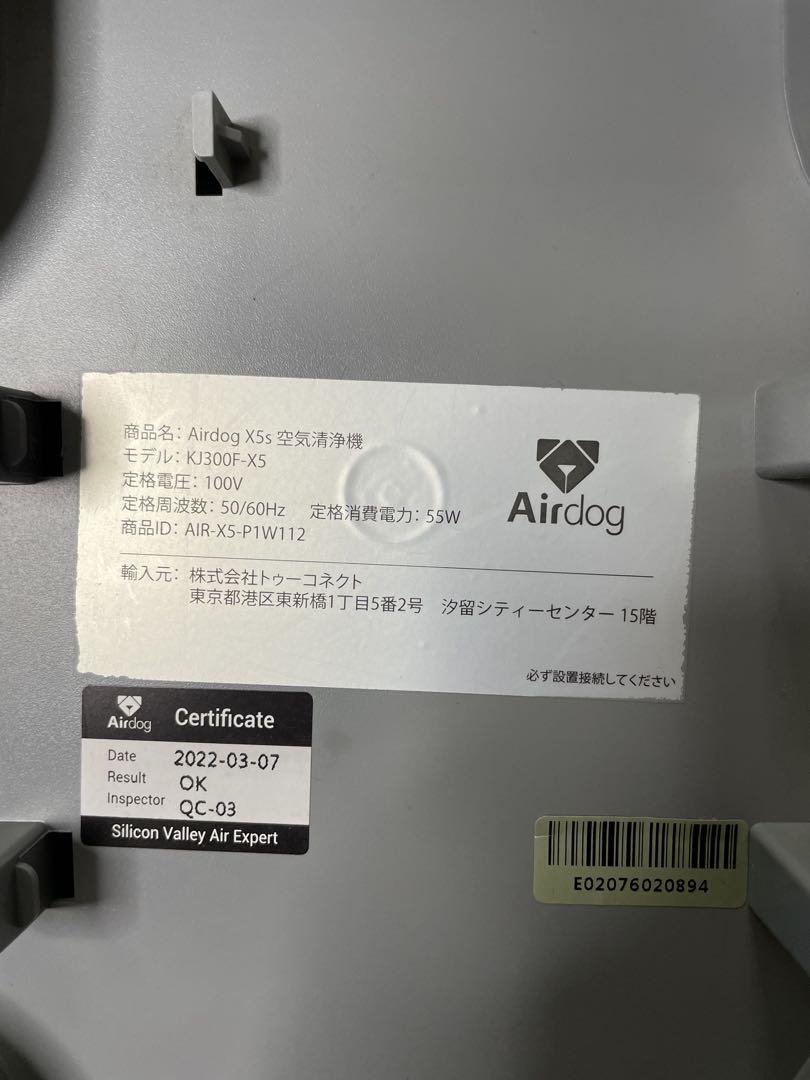 商品名: Airdog X5s 空気清浄機
モデル: KJ300F-X5
定格電圧: 100V
定格周波数: 50/60Hz 定格消費電力: 55W
商品ID: AIR-X5-P1W112
Airdog
輸入元: 株式会社トゥーコネクト
東京都港区東新橋1丁目5番2号 汐留シティーセンター 15階
必ず設置接続してください
Airdog Certificate
Date 2022-03-07
Result OK
Inspector QC-03
Silicon Valley Air Expert
E02076020894